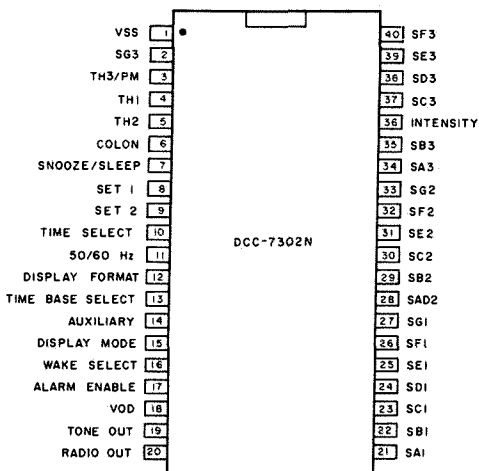 VSS 1
SG3 2
TH3/PM 3
TH1 4
TH2 5
COLON 6
SNOOZE/SLEEP 7
SET 1 8
SET 2 9
TIME SELECT 10
50/60 Hz 11
DISPLAY FORMAT 12
TIME BASE SELECT 13
AUXILIARY 14
DISPLAY MODE 15
WAKE SELECT 16
ALARM ENABLE 17
VOD 18
TONE OUT 19
RADIO OUT 20
DCC-7302N
40 SF3
39 SE3
38 SD3
37 SC3
36 INTENSITY
35 SB3
34 SA3
33 SG2
32 SF2
31 SE2
30 SC2
29 SB2
28 SAD2
27 SG1
26 SF1
25 SE1
24 SD1
23 SC1
22 SB1
21 SA1